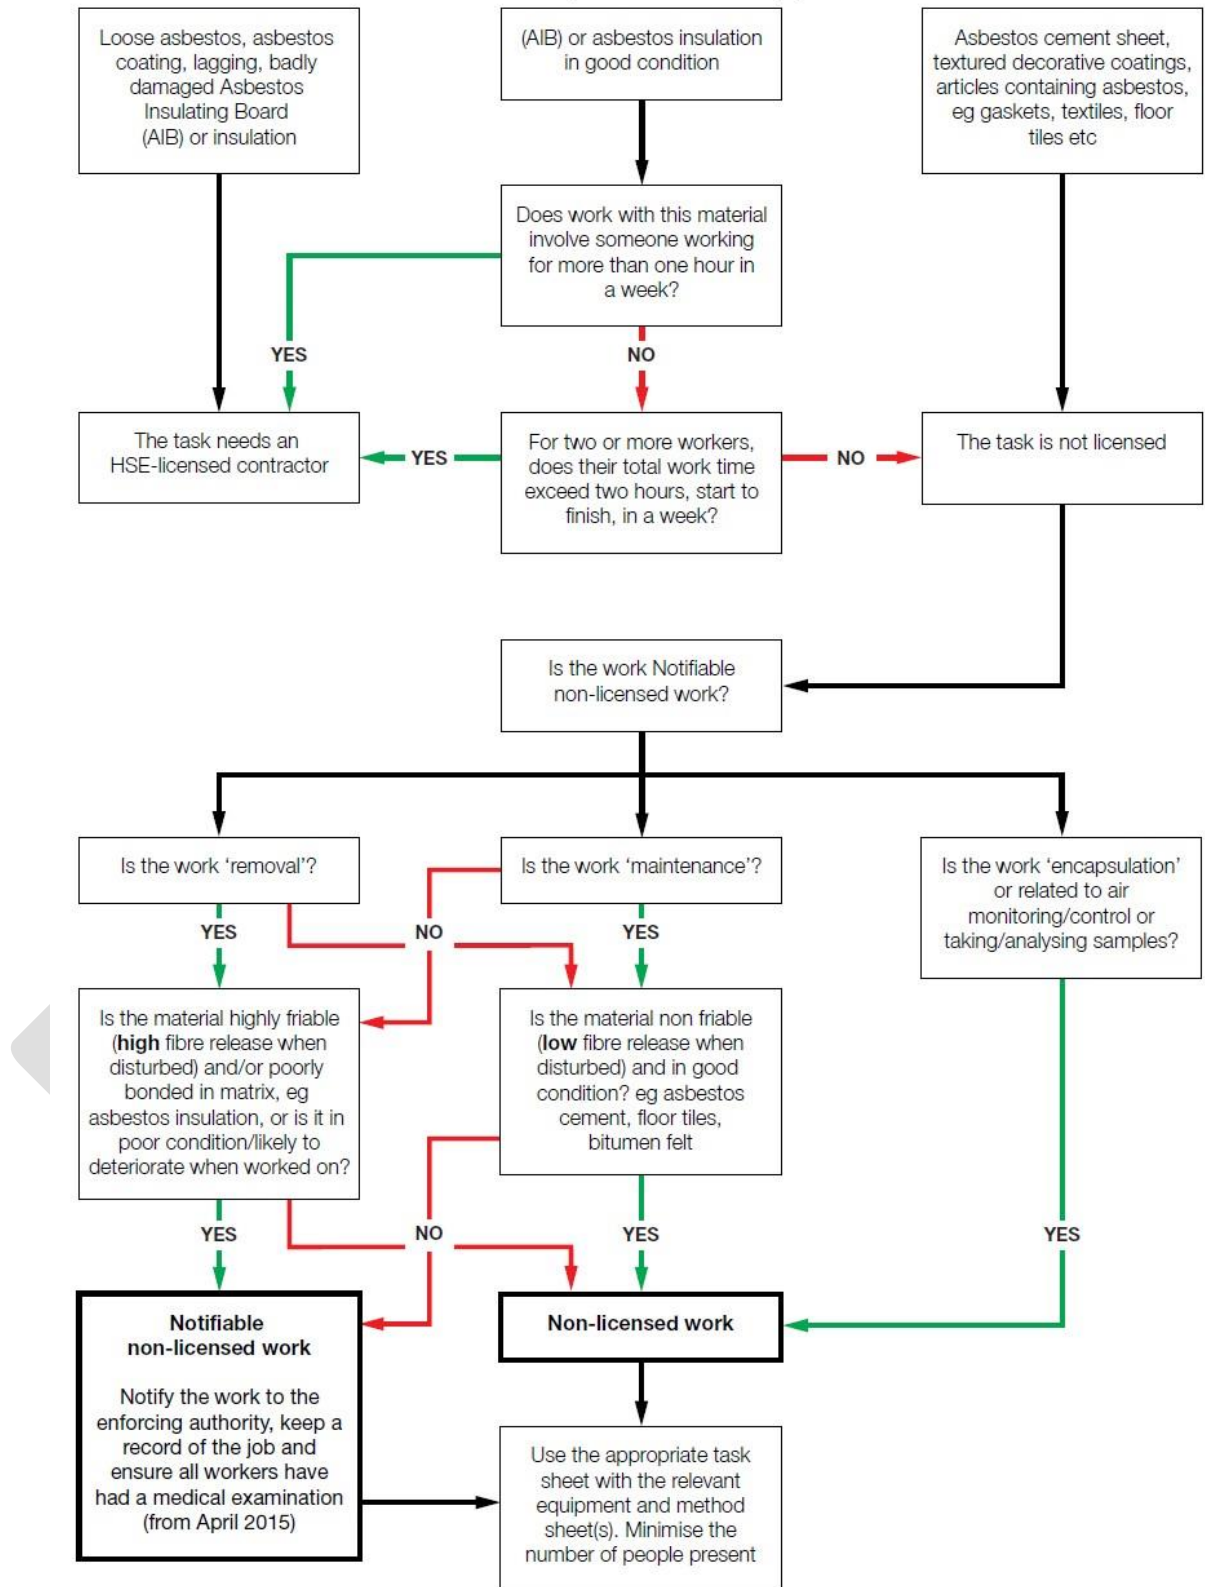 Loose asbestos, asbestos
coating, lagging, badly
damaged Asbestos
Insulating Board
(AIB) or insulation
(AIB) or asbestos insulation
in good condition
Asbestos cement sheet,
textured decorative coatings,
articles containing asbestos,
eg gaskets, textiles, floor
tiles etc
Does work with this material
involve someone working
for more than one hour in
a week?
YES
NO
The task needs an
HSE-licensed contractor
YES
For two or more workers,
does their total work time
exceed two hours, start to
finish, in a week?
NO
The task is not licensed
Is the work Notifiable
non-licensed work?
Is the work ‘removal’?
Is the work ‘maintenance’?
Is the work ‘encapsulation’
or related to air
monitoring/control or
taking/analysing samples?
YES
NO
YES
Is the material highly friable
(high fibre release when
disturbed) and/or poorly
bonded in matrix, eg
asbestos insulation, or is it in
poor condition/likely to
deteriorate when worked on?
Is the material non friable
(low fibre release when
disturbed) and in good
condition? eg asbestos
cement, floor tiles,
bitumen felt
YES
NO
YES
YES
Notifiable
non-licensed work
Notify the work to the
enforcing authority, keep a
record of the job and
ensure all workers have
had a medical examination
(from April 2015)
Non-licensed work
Use the appropriate task
sheet with the relevant
equipment and method
sheet(s). Minimise the
number of people present